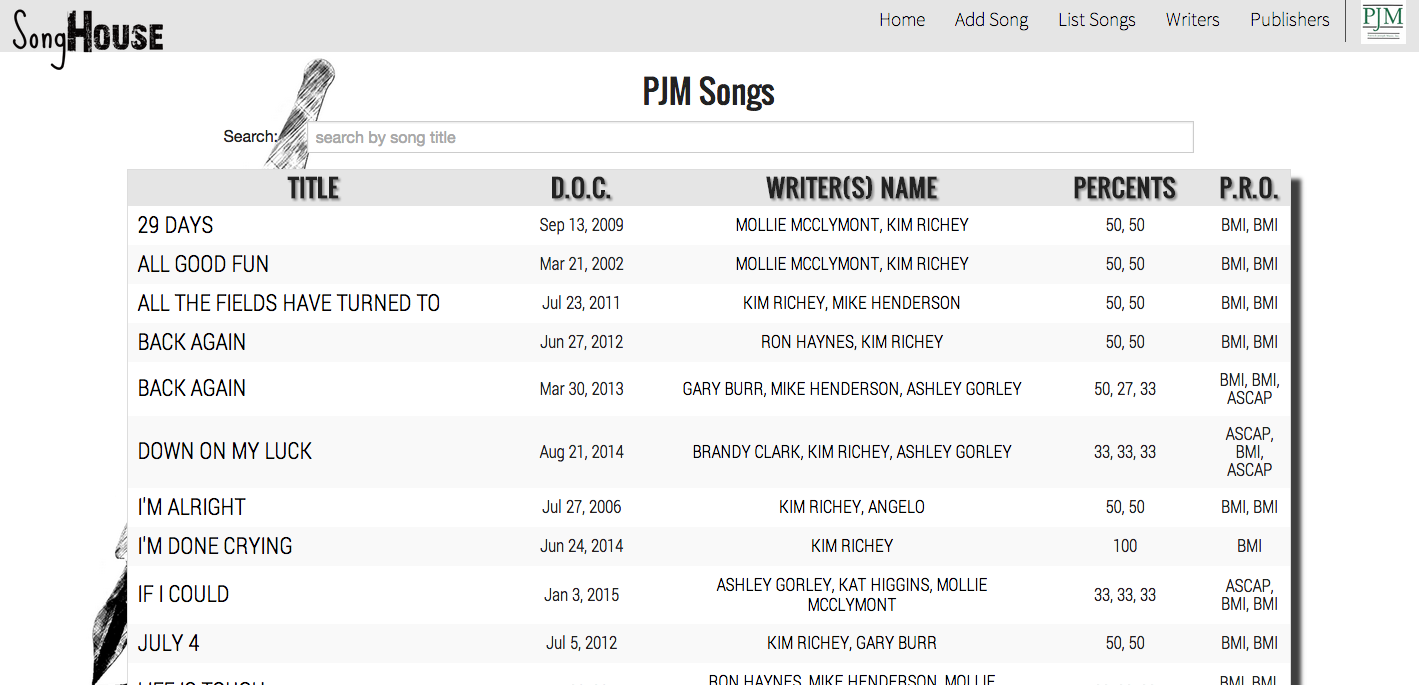 SongHOUSE
Home Add Song List Songs Writers Publishers PJM
PJM Songs
Search: search by song title
TITLE D.O.C. WRITER(S) NAME PERCENTS P.R.O.
29 DAYS Sep 13, 2009 MOLLIE MCCLYMONT, KIM RICHEY 50, 50 BMI, BMI
ALL GOOD FUN Mar 21, 2002 MOLLIE MCCLYMONT, KIM RICHEY 50, 50 BMI, BMI
ALL THE FIELDS HAVE TURNED TO Jul 23, 2011 KIM RICHEY, MIKE HENDERSON 50, 50 BMI, BMI
BACK AGAIN Jun 27, 2012 RON HAYNES, KIM RICHEY 50, 50 BMI, BMI
BACK AGAIN Mar 30, 2013 GARY BURR, MIKE HENDERSON, ASHLEY GORLEY 50, 27, 33 BMI, BMI,
ASCAP
DOWN ON MY LUCK Aug 21, 2014 BRANDY CLARK, KIM RICHEY, ASHLEY GORLEY 33, 33, 33 ASCAP,
BMI,
ASCAP
I'M ALRIGHT Jul 27, 2006 KIM RICHEY, ANGELO 50, 50 BMI, BMI
I'M DONE CRYING Jun 24, 2014 KIM RICHEY 100 BMI
IF I COULD Jan 3, 2015 ASHLEY GORLEY, KAT HIGGINS, MOLLIE
MCCLYMONT 33, 33, 33 ASCAP,
BMI, BMI
JULY 4 Jul 5, 2012 KIM RICHEY, GARY BURR 50, 50 BMI, BMI
RON HAYNES, MIKE HENDERSON, MOLLIE BMI, BMI